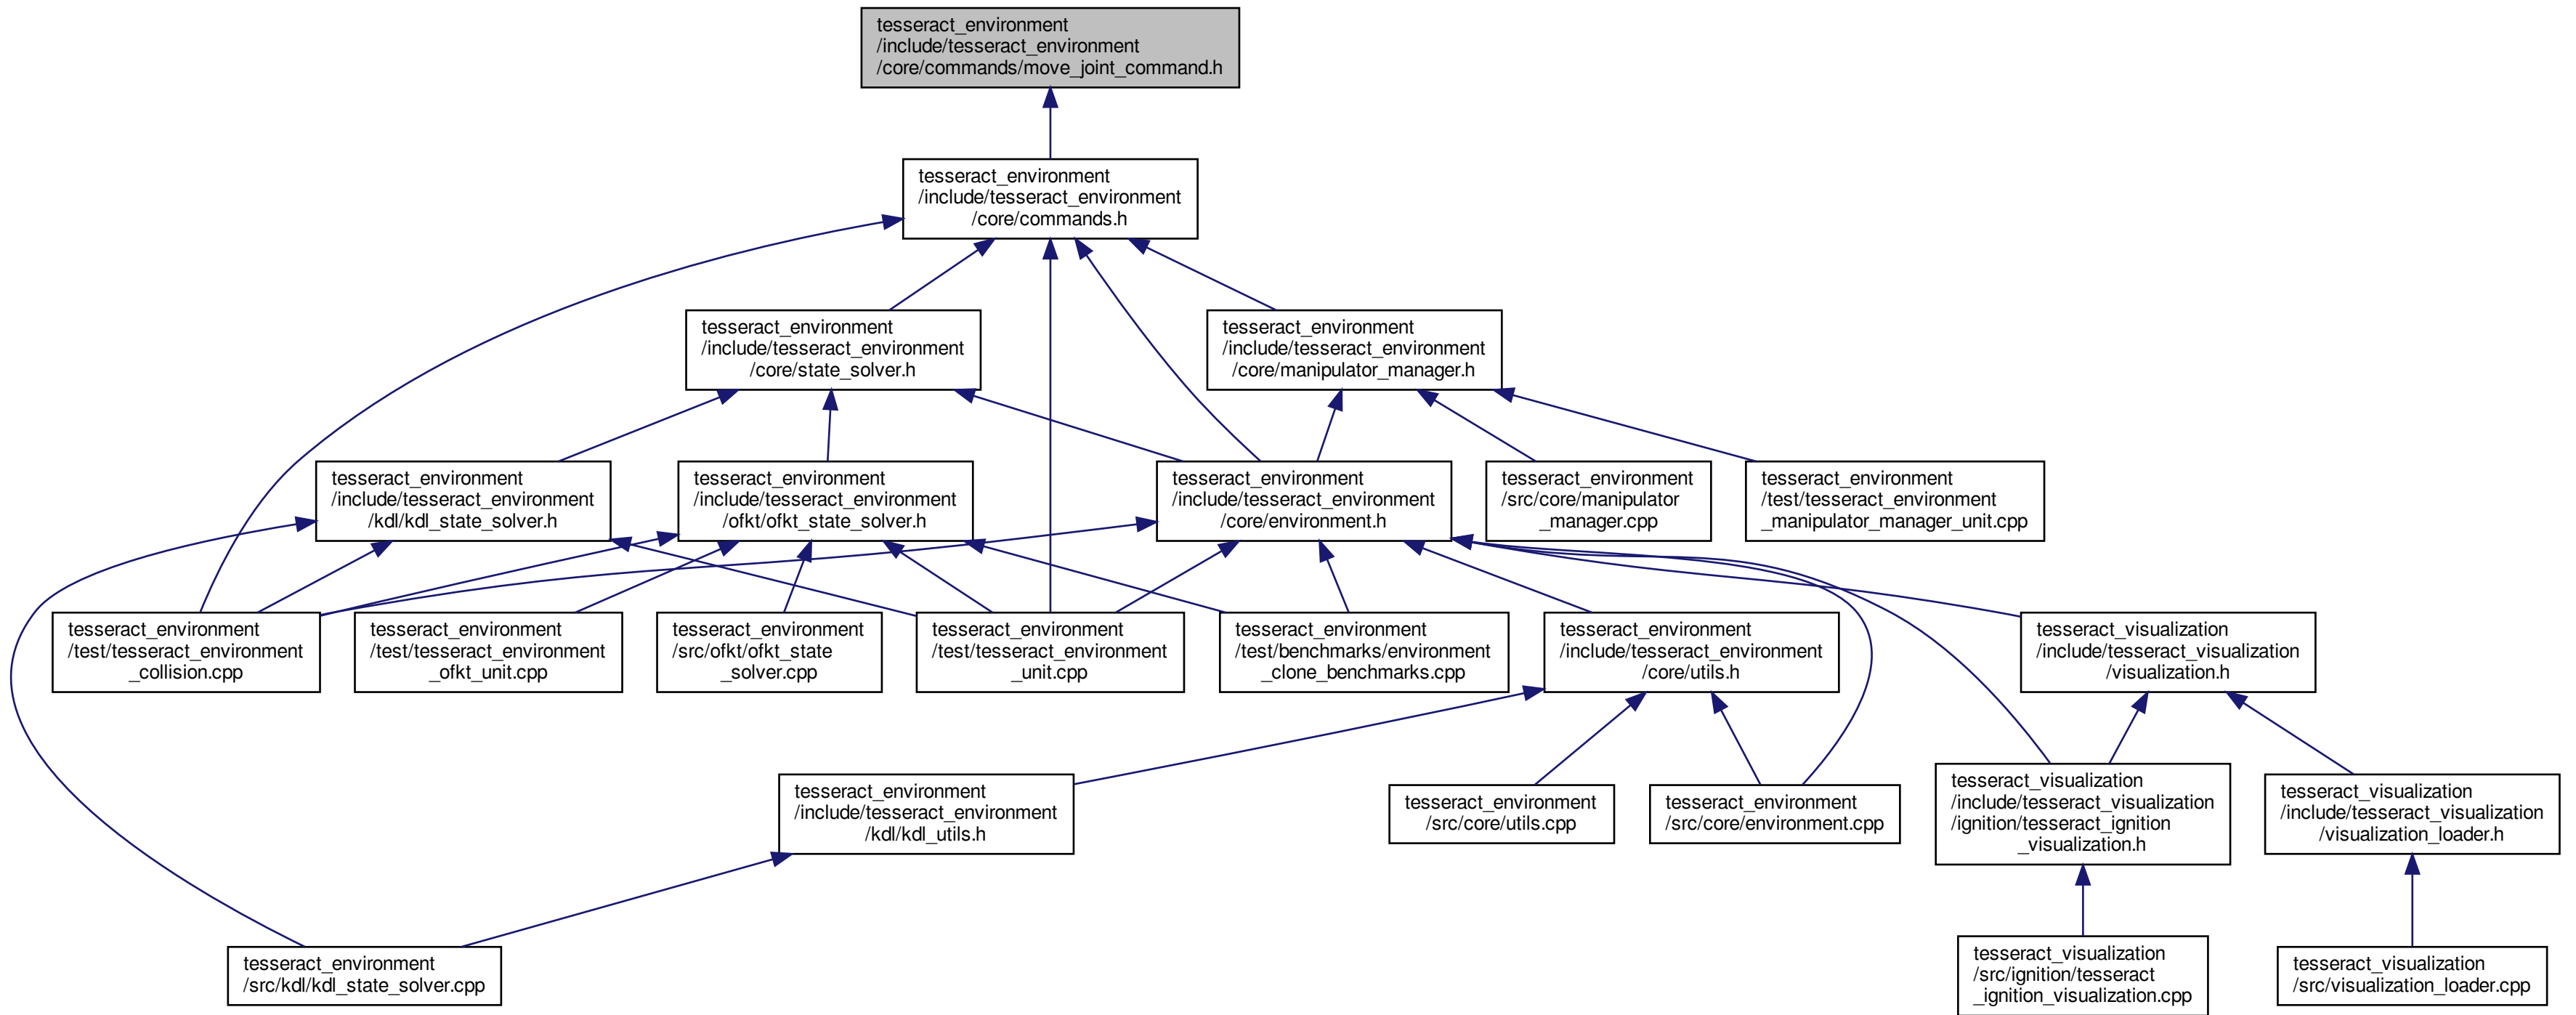 tesseract_environment
/include/tesseract_environment
/core/commands/move_joint_command.h
tesseract_environment
/include/tesseract_environment
/core/commands.h
tesseract_environment
/include/tesseract_environment
/core/state_solver.h
tesseract_environment
/include/tesseract_environment
/core/manipulator_manager.h
tesseract_environment
/include/tesseract_environment
/kdl/kdl_state_solver.h
tesseract_environment
/include/tesseract_environment
/ofkt/ofkt_state_solver.h
tesseract_environment
/include/tesseract_environment
/core/environment.h
tesseract_environment
/src/core/manipulator
_manager.cpp
tesseract_environment
/test/tesseract_environment
_manipulator_manager_unit.cpp
tesseract_environment
/test/tesseract_environment
_collision.cpp
tesseract_environment
/test/tesseract_environment
_ofkt_unit.cpp
tesseract_environment
/src/ofkt/ofkt_state
_solver.cpp
tesseract_environment
/test/tesseract_environment
_unit.cpp
tesseract_environment
/test/benchmarks/environment
_clone_benchmarks.cpp
tesseract_environment
/include/tesseract_environment
/core/utils.h
tesseract_visualization
/include/tesseract_visualization
/visualization.h
tesseract_environment
/include/tesseract_environment
/kdl/kdl_utils.h
tesseract_environment
/src/core/utils.cpp
tesseract_environment
/src/core/environment.cpp
tesseract_visualization
/include/tesseract_visualization
/ignition/tesseract_ignition
_visualization.h
tesseract_visualization
/include/tesseract_visualization
/visualization_loader.h
tesseract_environment
/src/kdl/kdl_state_solver.cpp
tesseract_visualization
/src/ignition/tesseract
_ignition_visualization.cpp
tesseract_visualization
/src/visualization_loader.cpp